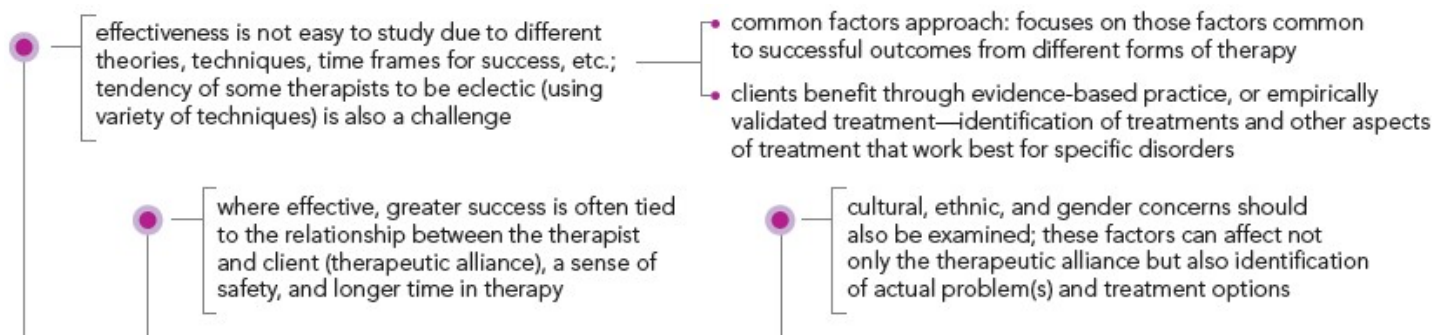 effectiveness is not easy to study due to different
theories, techniques, time frames for success, etc.;
tendency of some therapists to be eclectic (using
variety of techniques) is also a challenge
common factors approach: focuses on those factors common
to successful outcomes from different forms of therapy
clients benefit through evidence-based practice, or empirically
validated treatment—identification of treatments and other aspects
of treatment that work best for specific disorders
where effective, greater success is often tied
to the relationship between the therapist
and client (therapeutic alliance), a sense of
safety, and longer time in therapy
cultural, ethnic, and gender concerns should
also be examined; these factors can affect not
only the therapeutic alliance but also identification
of actual problem(s) and treatment options